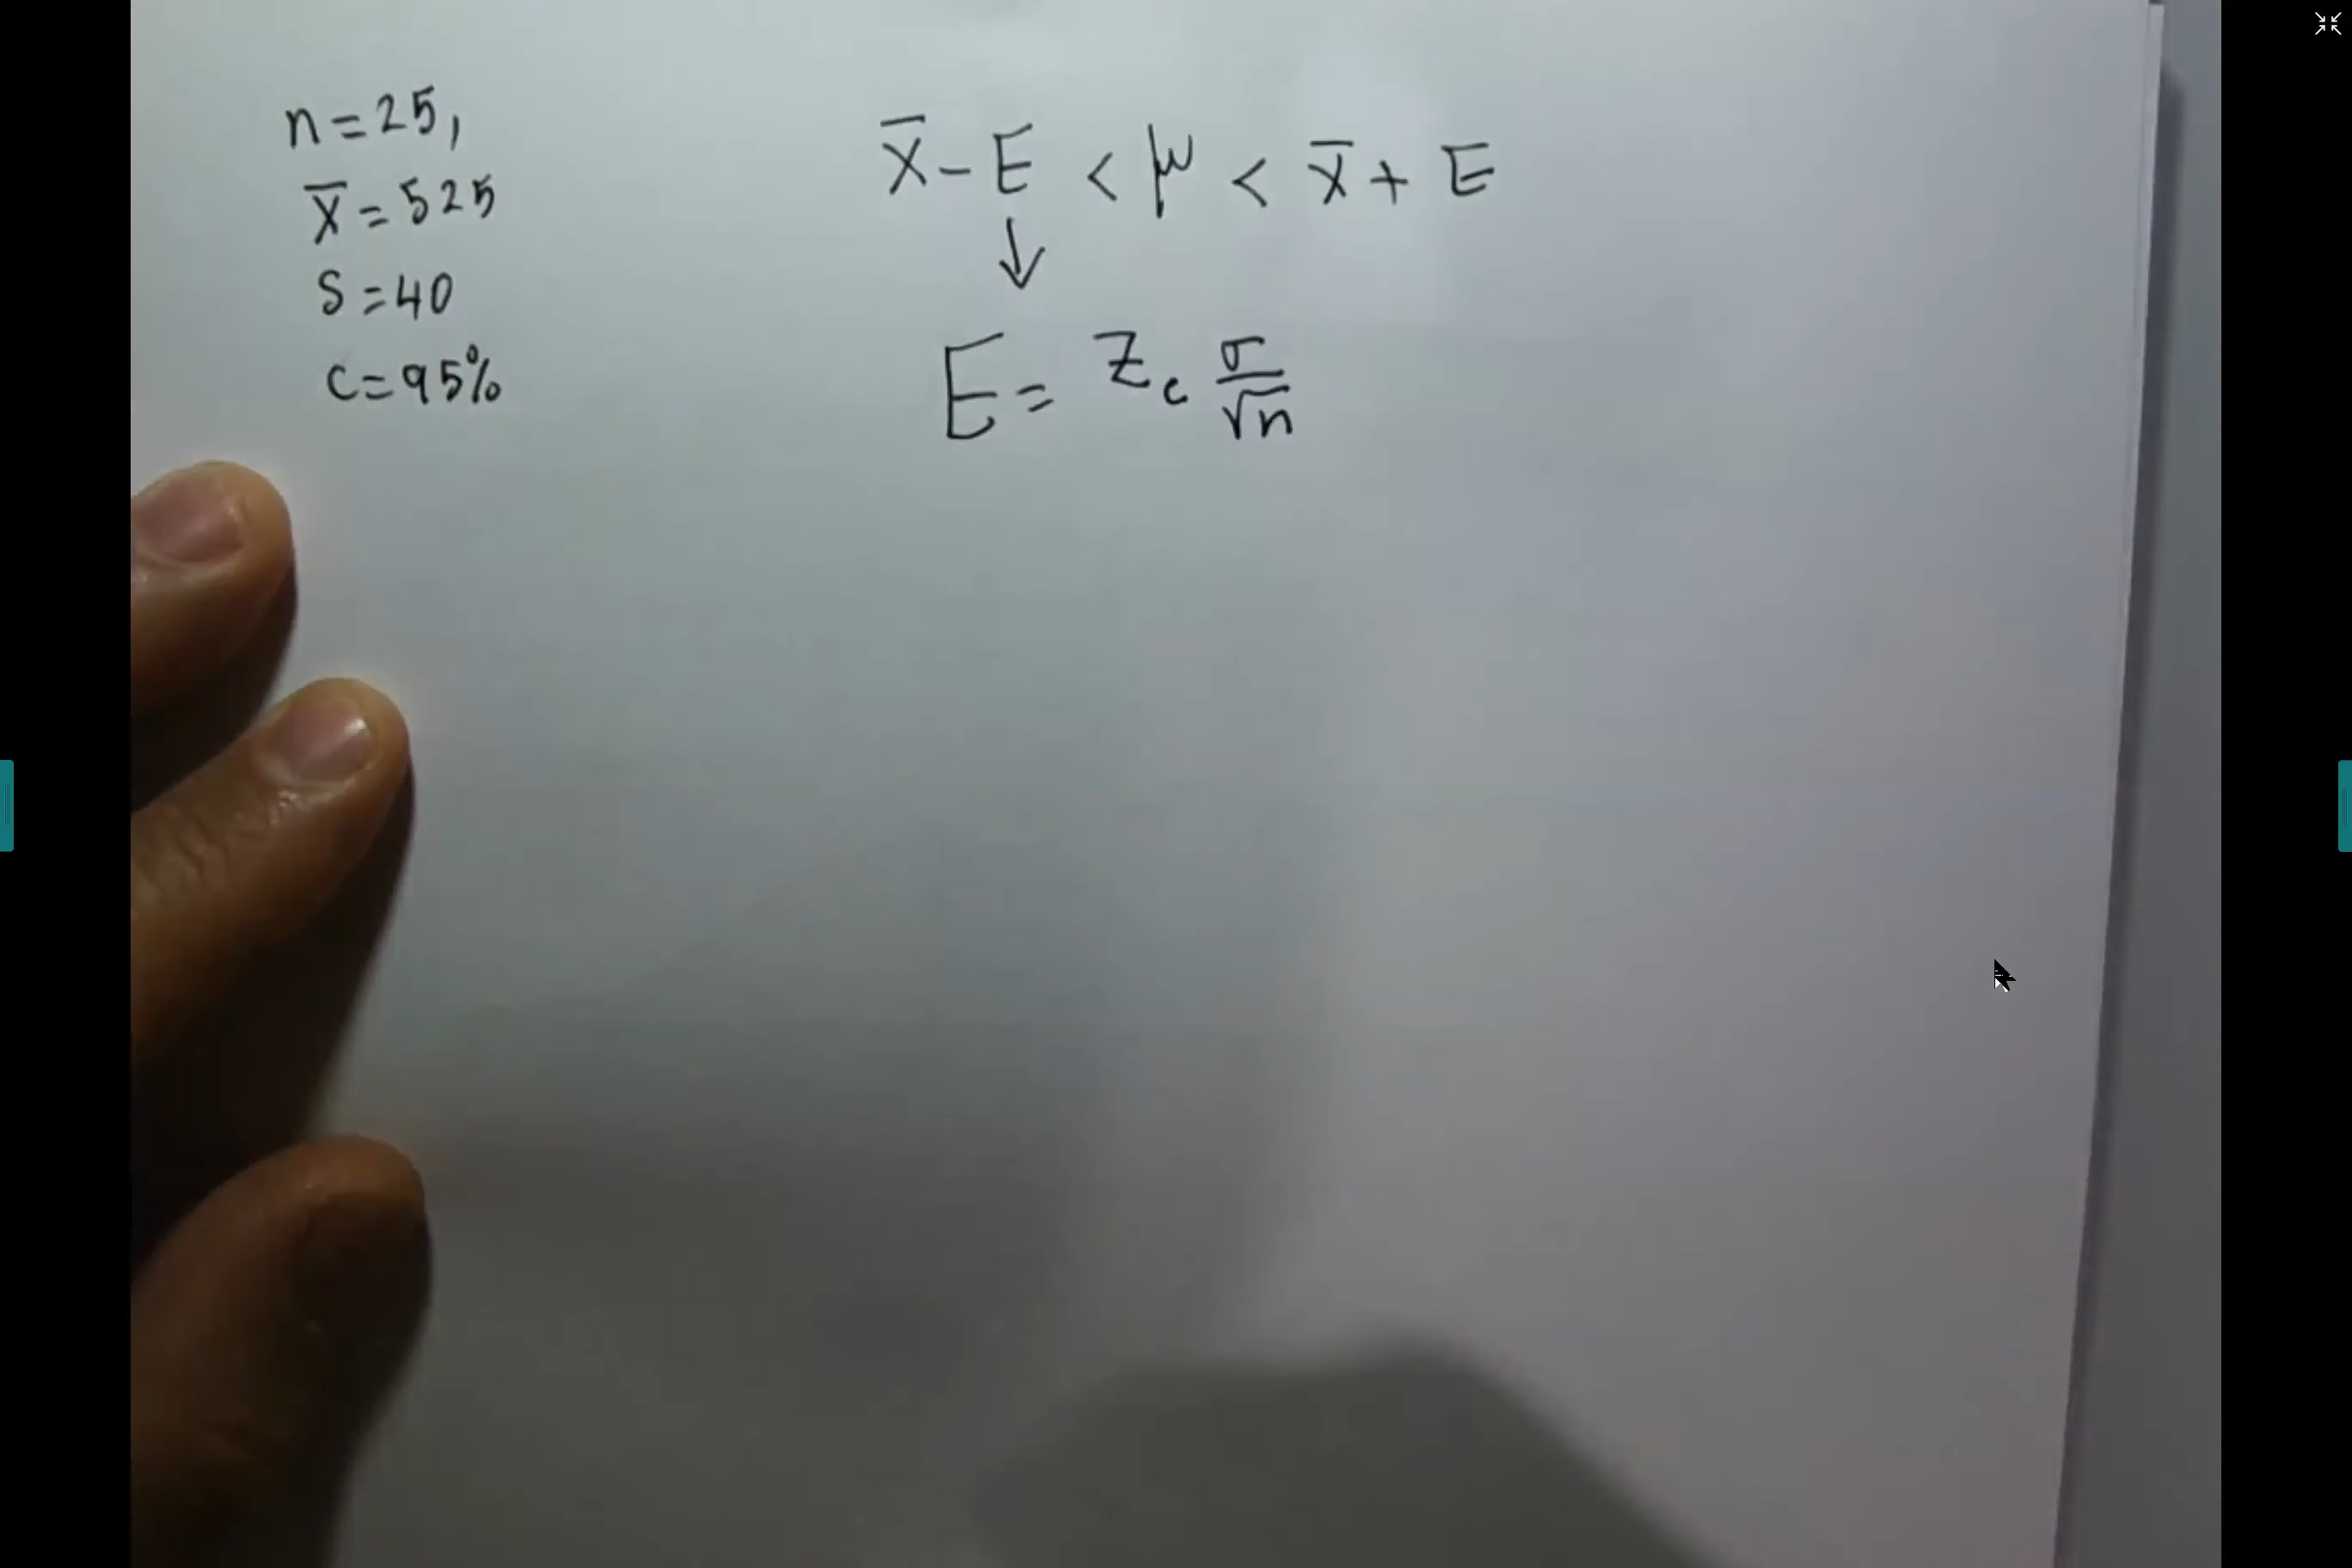 n = 25,
x̄ = 525
S = 40
C = 95%
x̄ - E < μ < x̄ + E
↓
E = Z_c σ/√n